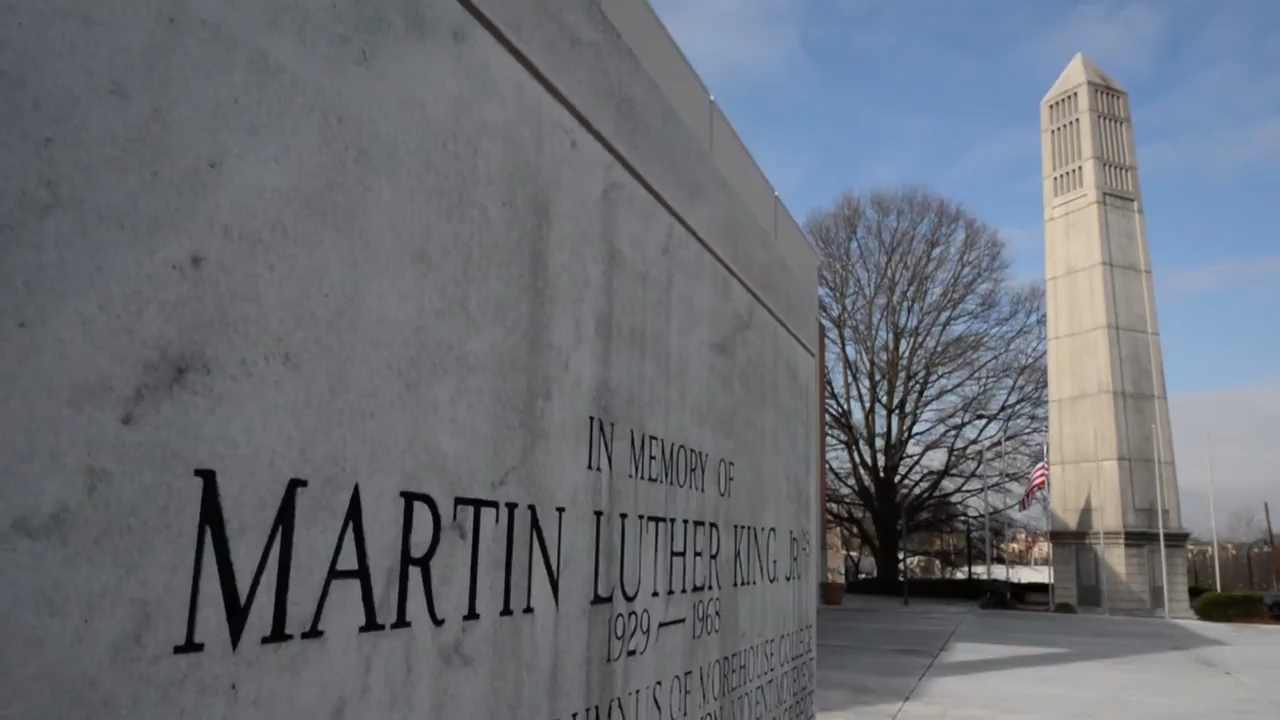 IN MEMORY OF
MARTIN LUTHER KING, JR.
1929 — 1968
OF MOREHOUSE COLLEGE